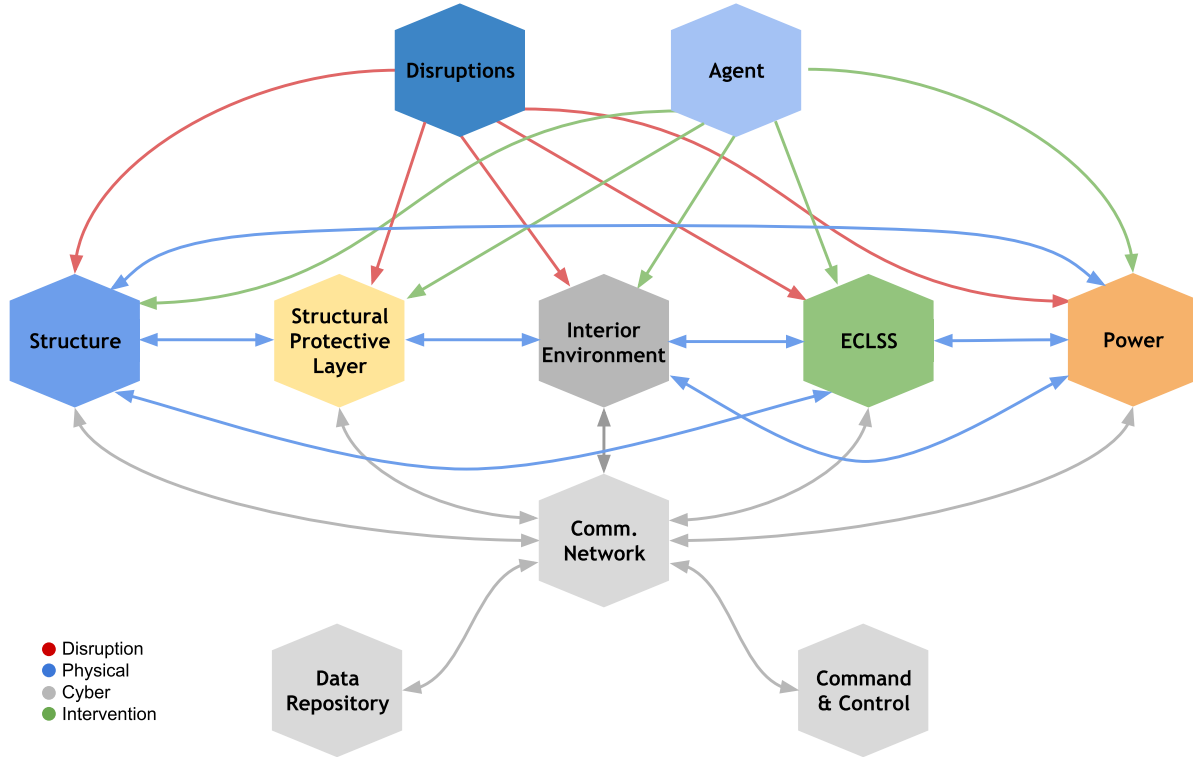 Disruptions
Agent
Structure
Structural
Protective
Layer
Interior
Environment
ECLSS
Power
Comm.
Network
Data
Repository
Command
& Control
Disruption
Physical
Cyber
Intervention